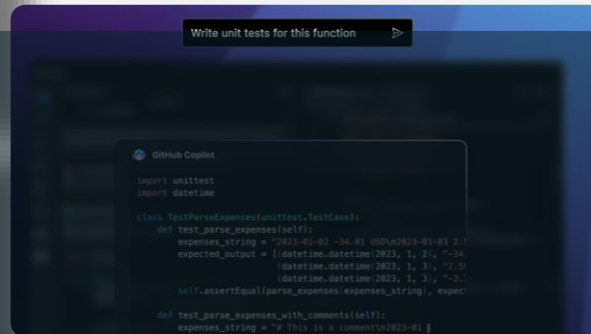 Write unit tests for this function
GitHub Copilot
import unittest
import datetime
class TestParseExpenses(unittest.TestCase):
def test_parse_expenses(self):
expenses_string = "2023-01-02 -34.01 USD\n2023-01-03 2.5
expected_output = [(datetime.datetime(2023, 1, 2), "-34.
(datetime.datetime(2023, 1, 3), "2.5
(datetime.datetime(2023, 1, 3), "-2.
self.assertEqual(parse_expenses(expenses_string), expec
def test_parse_expenses_with_comments(self):
expenses_string = "# This is a comment\n2023-01